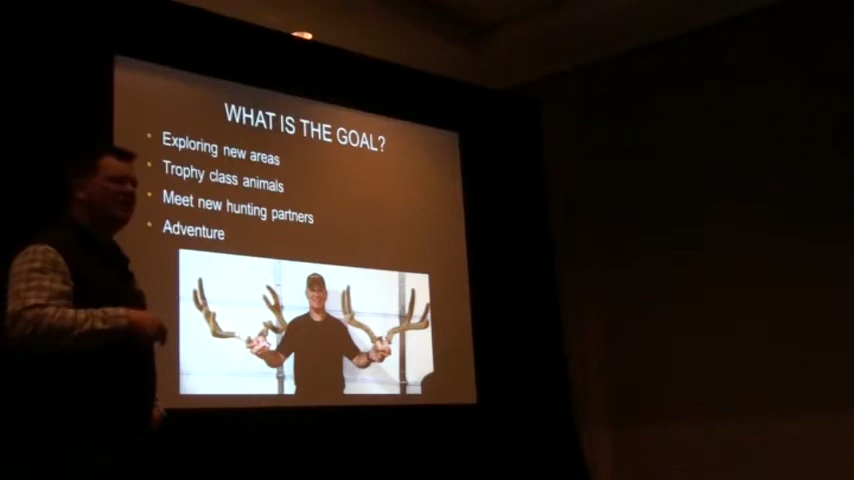 WHAT IS THE GOAL?
• Exploring new areas
• Trophy class animals
• Meet new hunting partners
• Adventure